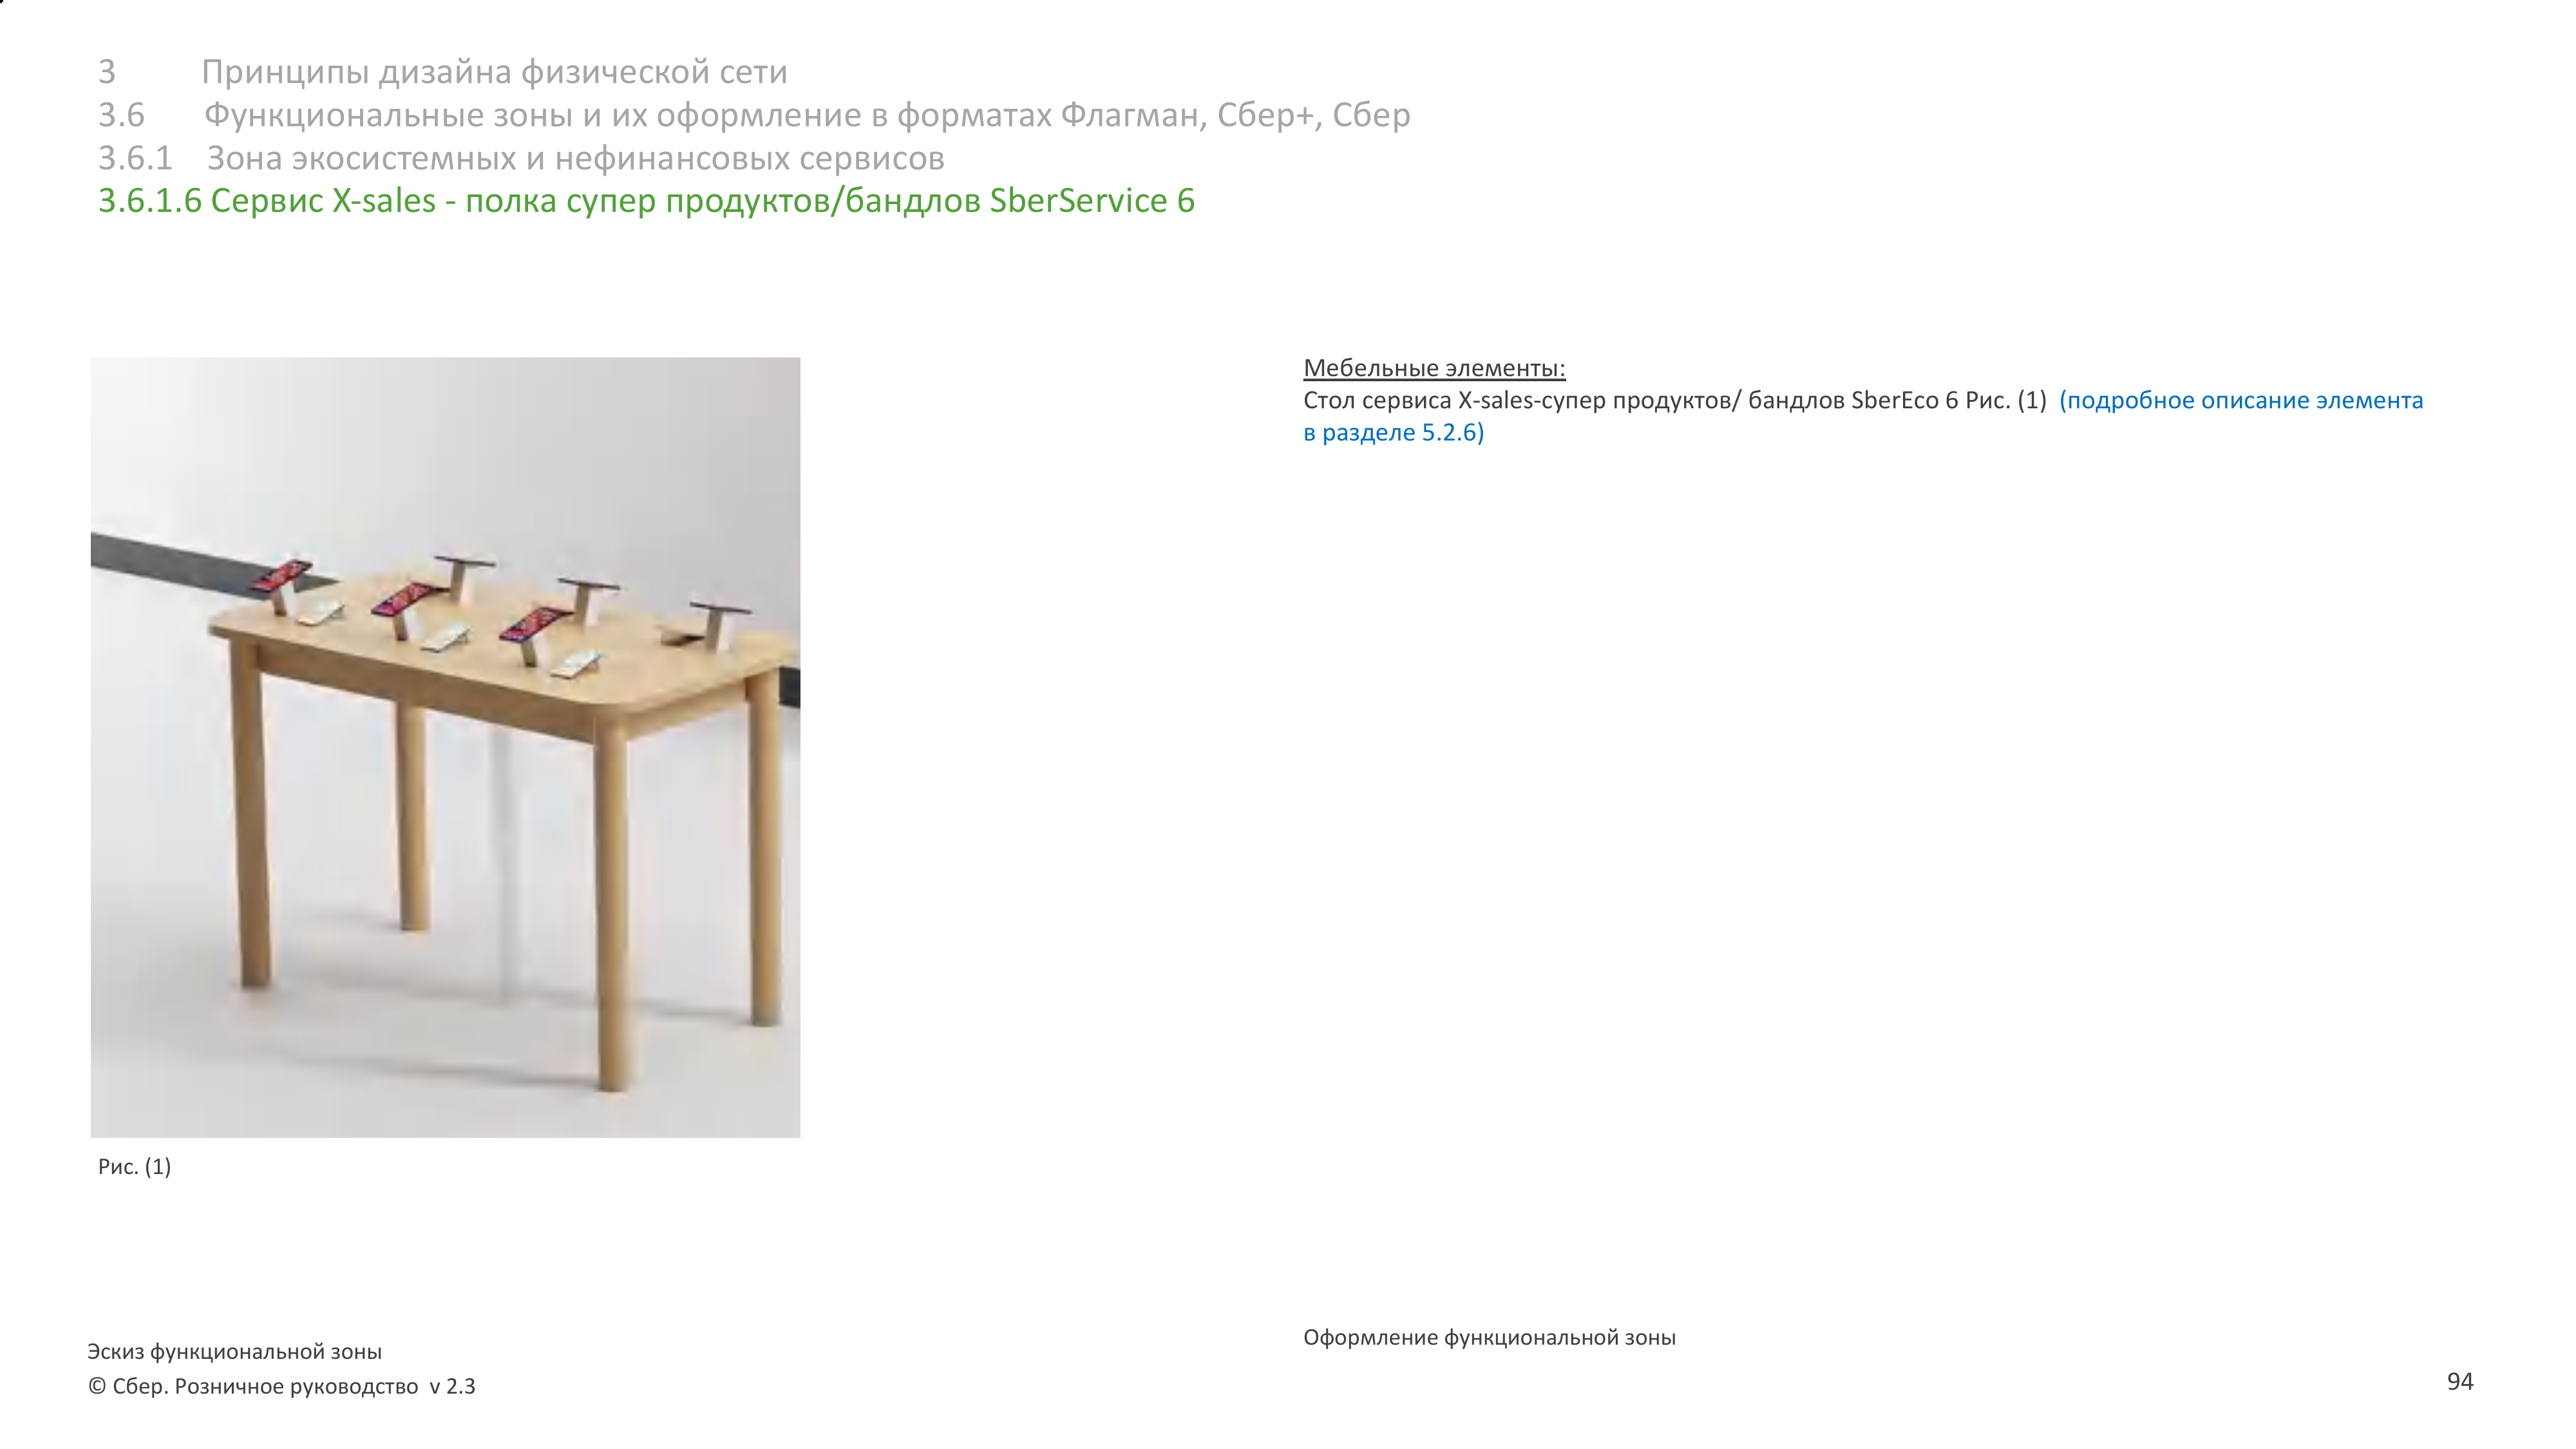 3 Принципы дизайна физической сети
3.6 Функциональные зоны и их оформление в форматах Флагман, Сбер+, Сбер
3.6.1 Зона экосистемных и нефинансовых сервисов
3.6.1.6 Сервис X-sales - полка супер продуктов/бандлов SberService 6
Мебельные элементы:
Стол сервиса X-sales-супер продуктов/ бандлов SberEco 6 Рис. (1) (подробное описание элемента
в разделе 5.2.6)
Рис. (1)
Эскиз функциональной зоны
Оформление функциональной зоны
© Сбер. Розничное руководство v 2.3
94